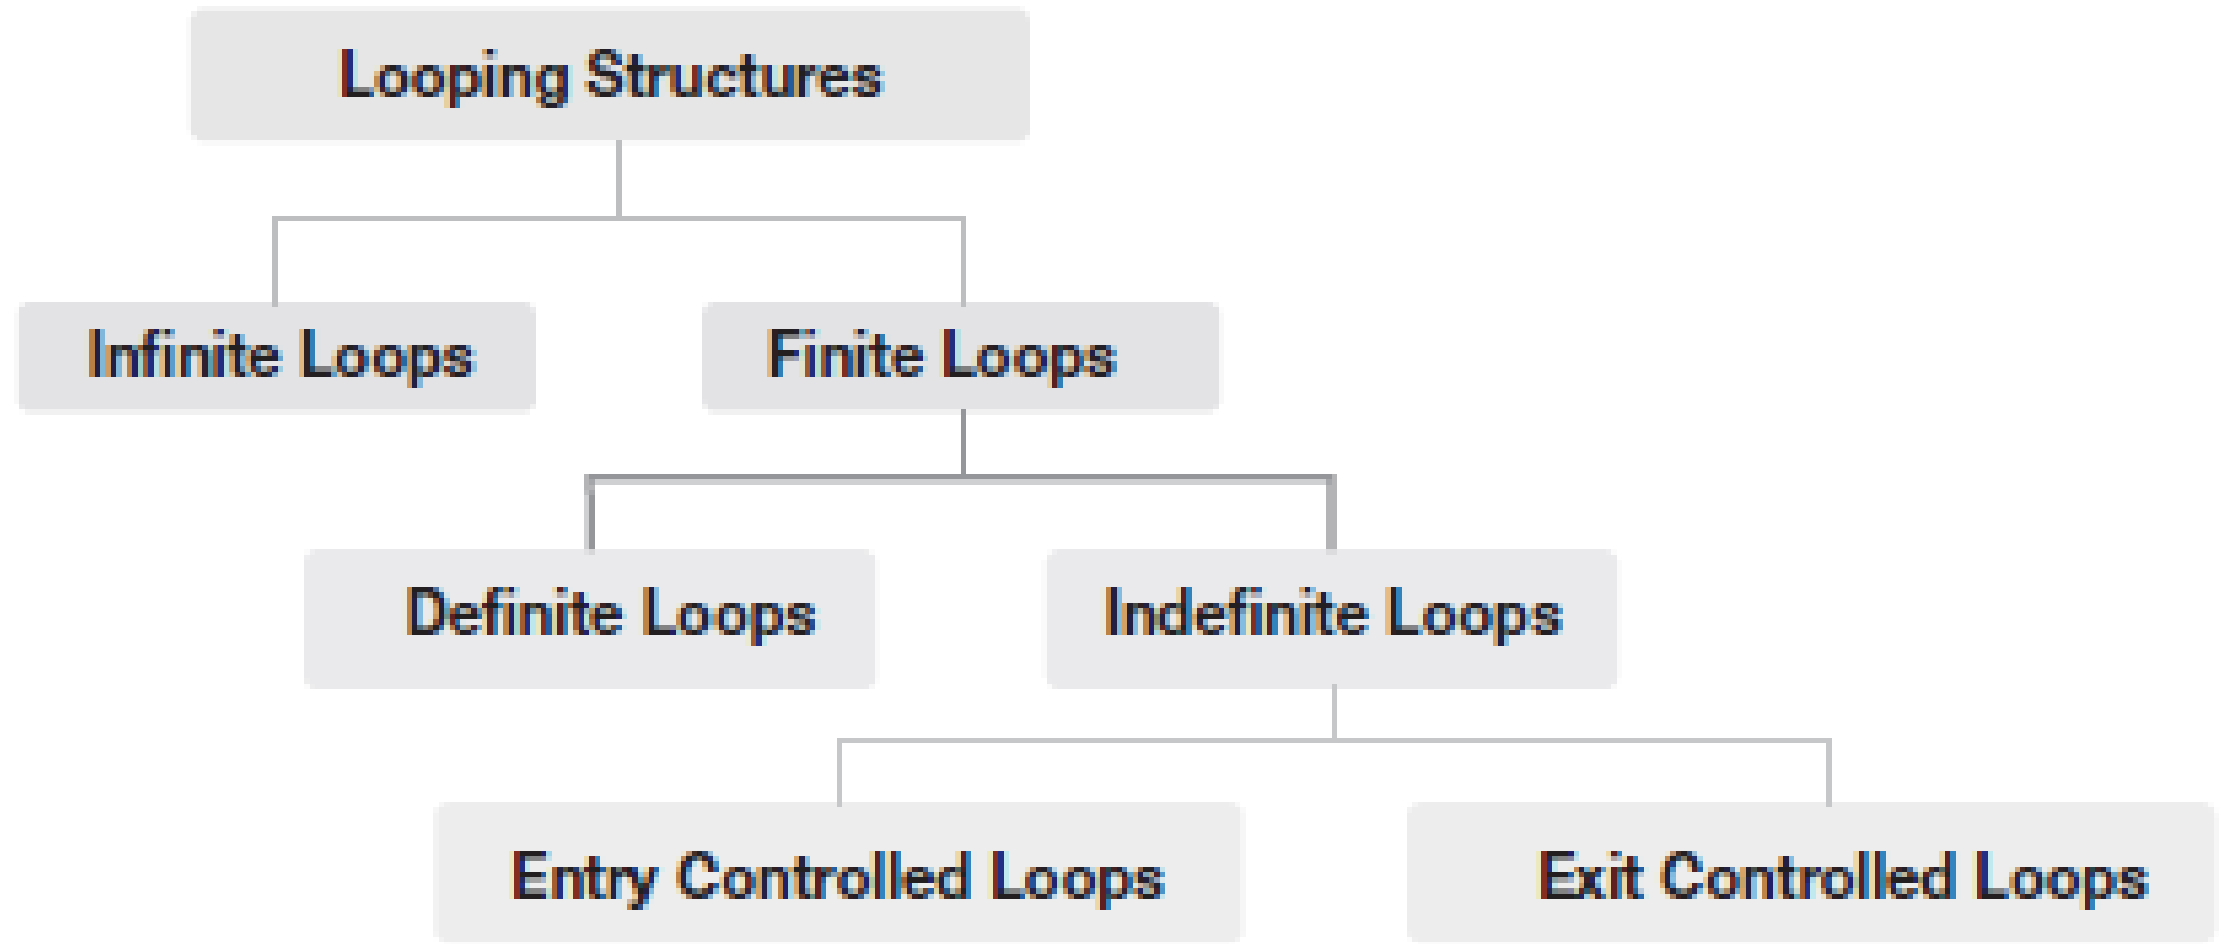 Looping Structures
Infinite Loops
Finite Loops
Definite Loops
Indefinite Loops
Entry Controlled Loops
Exit Controlled Loops